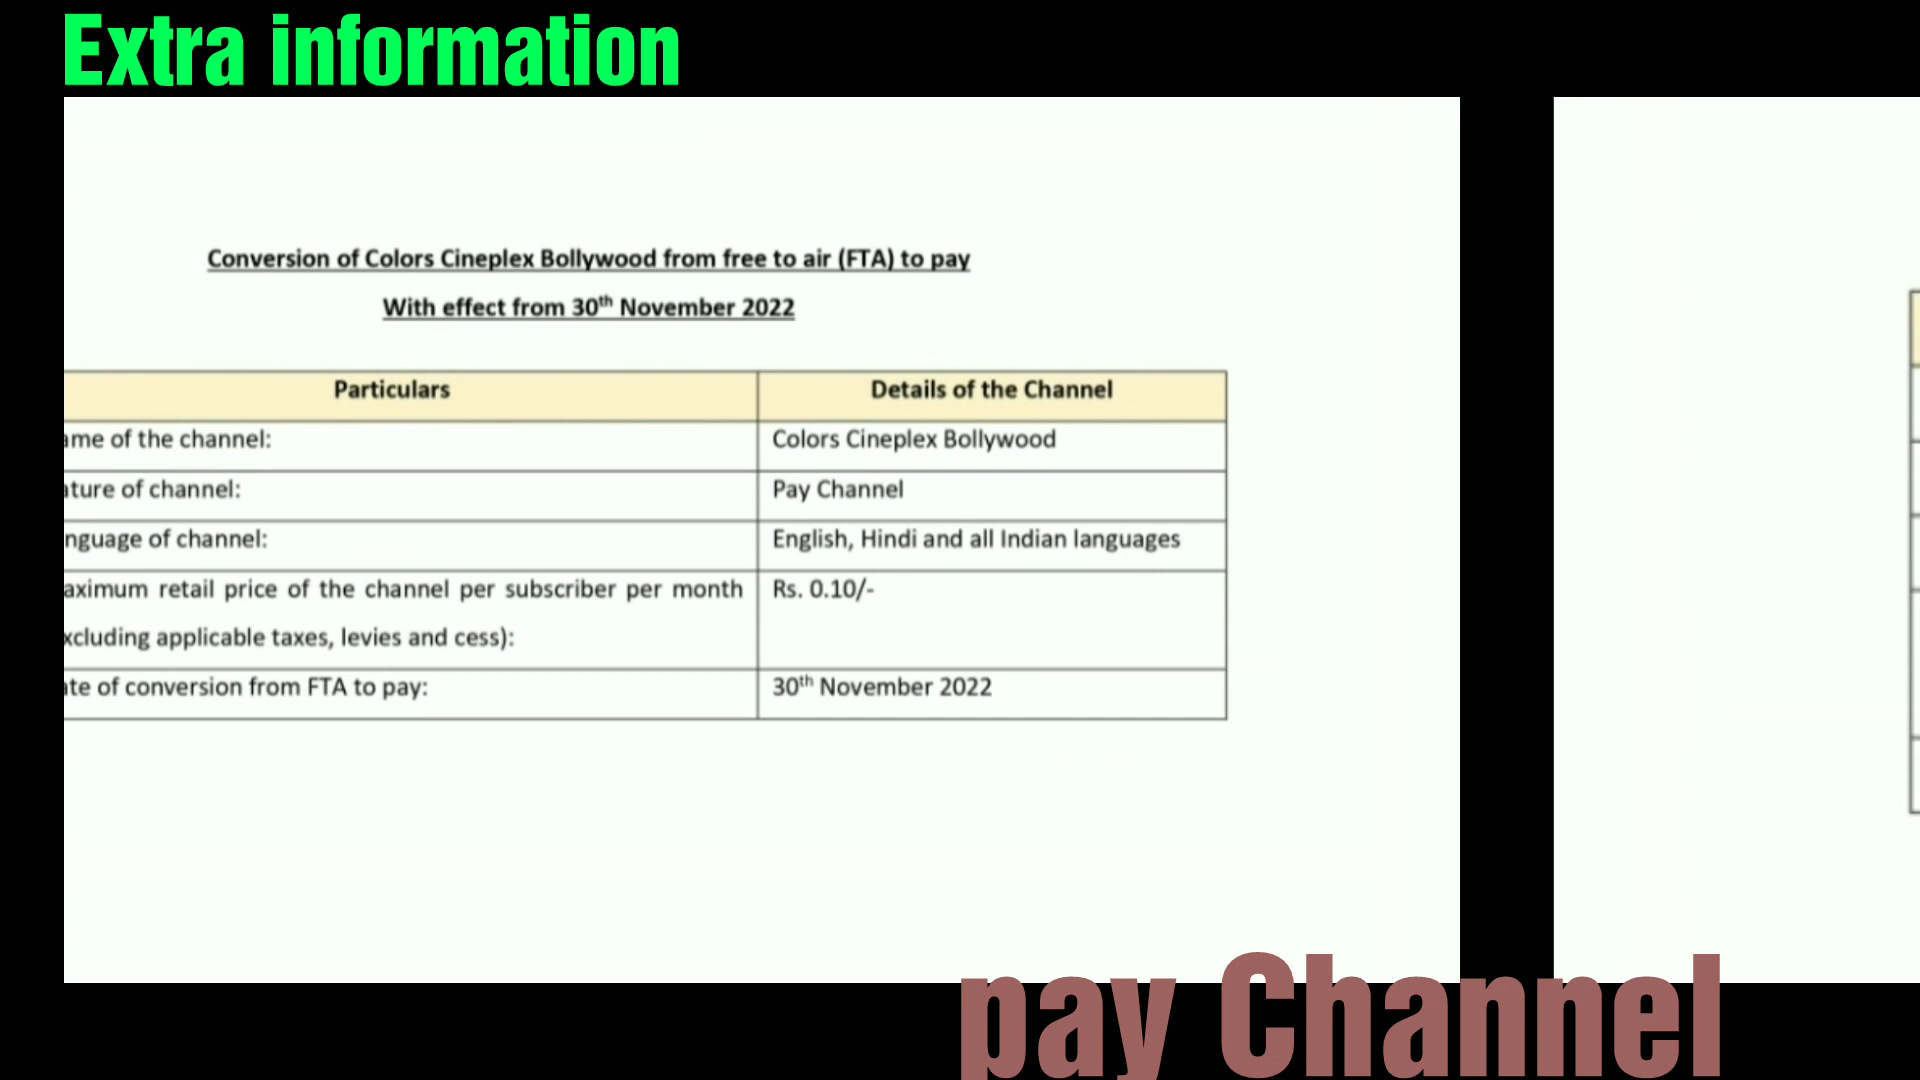 Extra information
Conversion of Colors Cineplex Bollywood from free to air (FTA) to pay
With effect from 30th November 2022
Particulars
Details of the Channel
ame of the channel:
Colors Cineplex Bollywood
ature of channel:
Pay Channel
nguage of channel:
English, Hindi and all Indian languages
aximum retail price of the channel per subscriber per month
Rs. 0.10/-
xcluding applicable taxes, levies and cess):
ate of conversion from FTA to pay:
30th November 2022
pay Channel